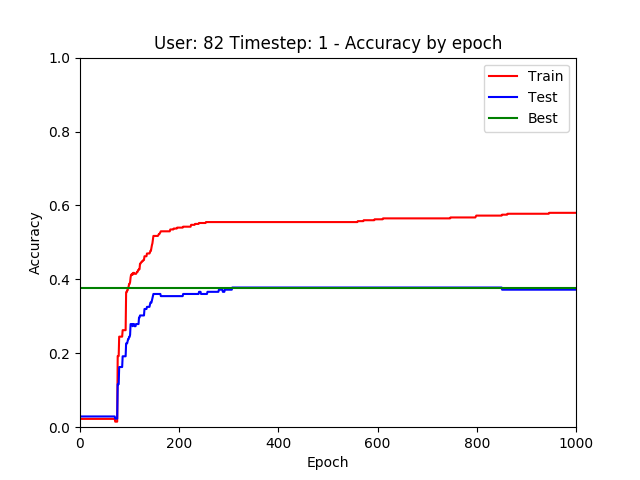 User: 82 Timestep: 1 - Accuracy by epoch
1.0
0.8
0.6
0.4
0.2
0.0
Accuracy
Train
Test
Best
0 200 400 600 800 1000
Epoch